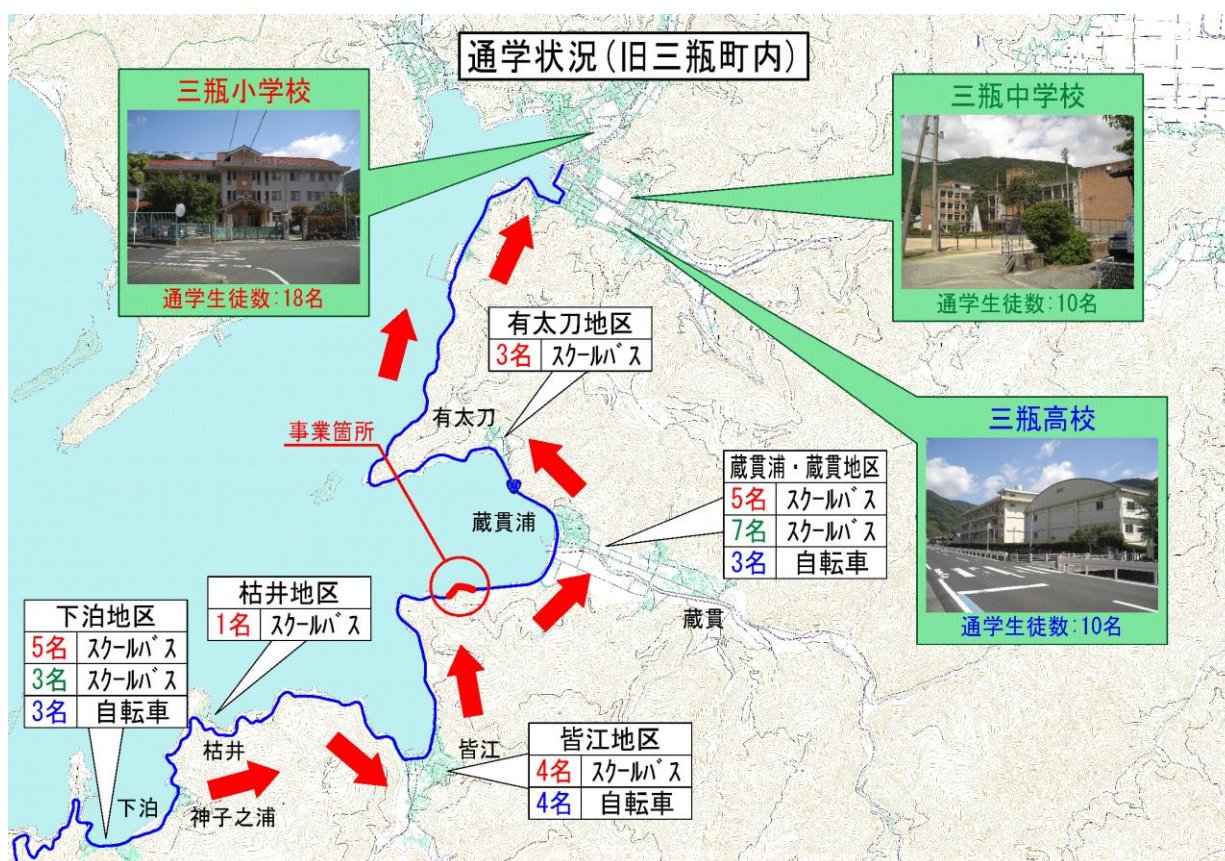 通学状況(旧三瓶町内)
三瓶小学校
通学生徒数:18名
三瓶中学校
通学生徒数:10名
有太刀地区
3名 スクールバス
有太刀
事業箇所
三瓶高校
通学生徒数:10名
蔵貫浦・蔵貫地区
5名 スクールバス
7名 スクールバス
3名 自転車
蔵貫浦
蔵貫
枯井地区
1名 スクールバス
下泊地区
5名 スクールバス
3名 スクールバス
3名 自転車
枯井
皆江
皆江地区
4名 スクールバス
4名 自転車
下泊
神子之浦